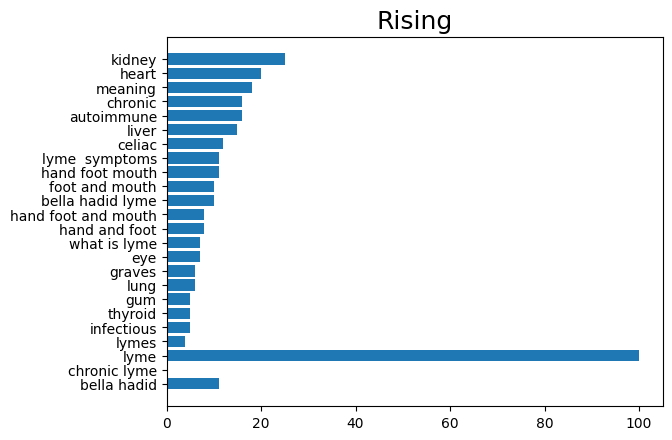 Rising
kidney
heart
meaning
chronic
autoimmune
liver
celiac
lyme  symptoms
hand foot mouth
foot and mouth
bella hadid lyme
hand foot and mouth
hand and foot
what is lyme
eye
graves
lung
gum
thyroid
infectious
lymes
lyme
chronic lyme
bella hadid
0 20 40 60 80 100